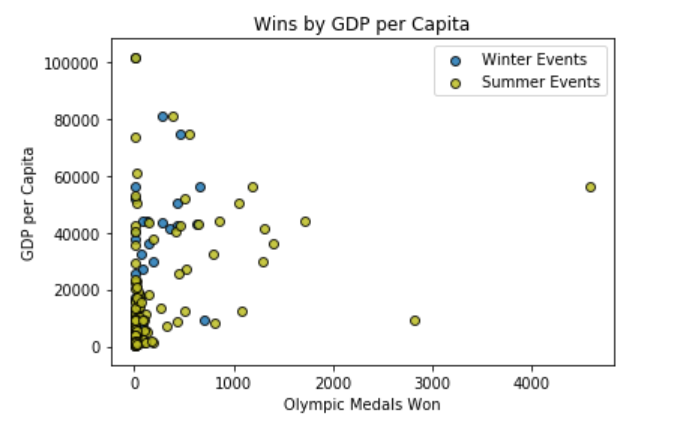 Wins by GDP per Capita
Winter Events
Summer Events
100000
80000
60000
40000
20000
0
GDP per Capita
0 1000 2000 3000 4000
Olympic Medals Won